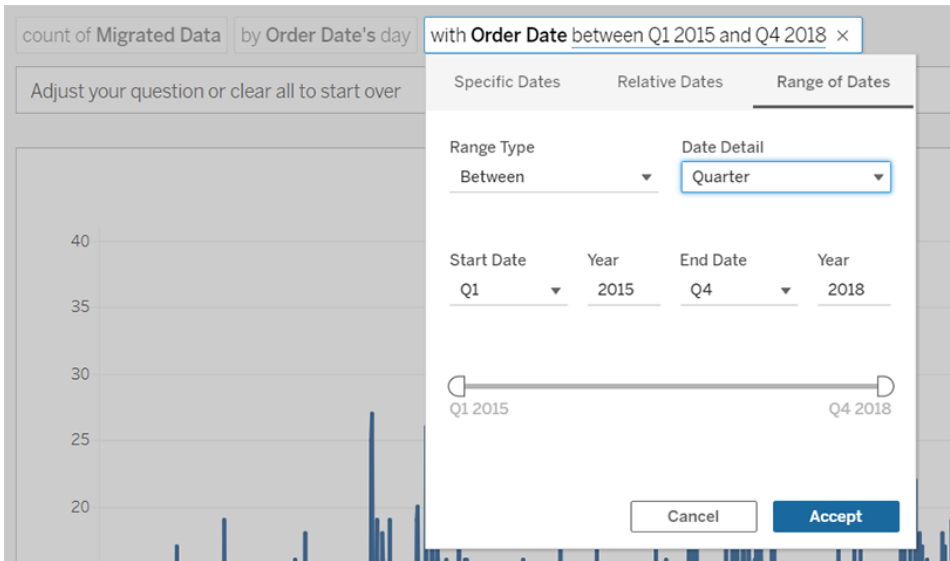 count of Migrated Data by Order Date's day with Order Date between Q1 2015 and Q4 2018 ×
Adjust your question or clear all to start over
Specific Dates Relative Dates Range of Dates
Range Type Date Detail
Between Quarter
Start Date Year End Date Year
Q1 2015 Q4 2018
Q1 2015 Q4 2018
Cancel Accept
40
35
30
25
20